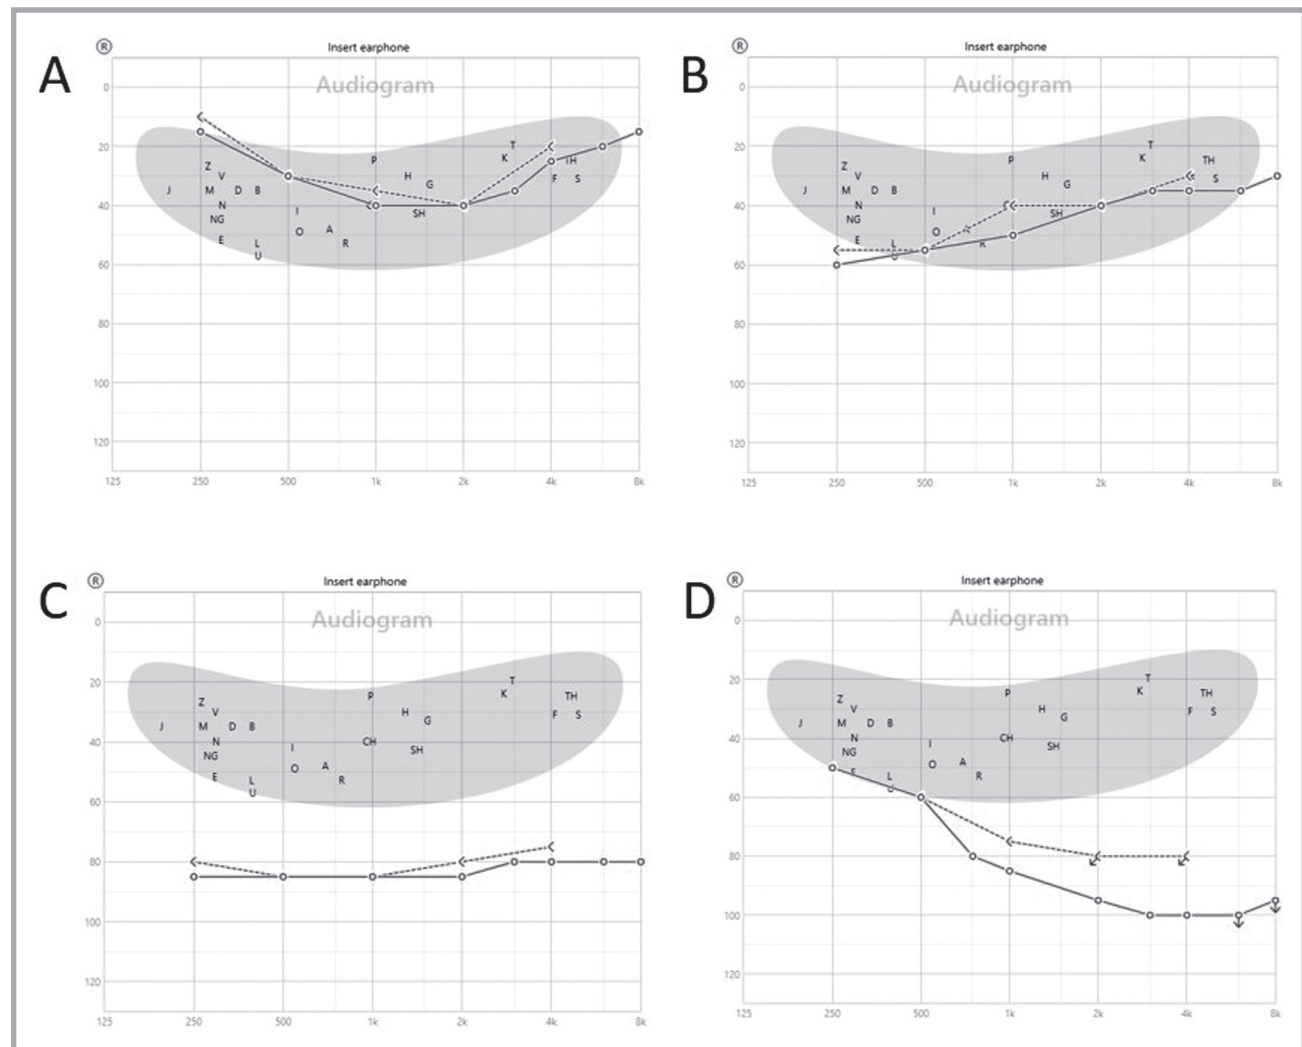 A
Ⓡ
Insert earphone
Audiogram
0
20
40
60
80
100
120
T
P
K
TH
Z
V
H
G
F S
J
M D B
N
NG
I
SH
E
O
A
L
R
U
125 250 500 1k 2k 4k 8k
B
Ⓡ
Insert earphone
Audiogram
0
20
40
60
80
100
120
T
P
K
TH
Z
V
H
G
S
J
M D B
N
NG
I
SH
E
O
L
R
U
125 250 500 1k 2k 4k 8k
C
Ⓡ
Insert earphone
Audiogram
0
20
40
60
80
100
120
T
P
K
TH
Z
V
H
G
F S
J
M D B
N
NG
I
CH
SH
E
O
A
L
R
U
125 250 500 1k 2k 4k 8k
D
Ⓡ
Insert earphone
Audiogram
0
20
40
60
80
100
120
T
P
K
TH
Z
V
H
G
F S
J
M D B
N
NG
I
CH
SH
E
O
A
L
R
U
125 250 500 1k 2k 4k 8k